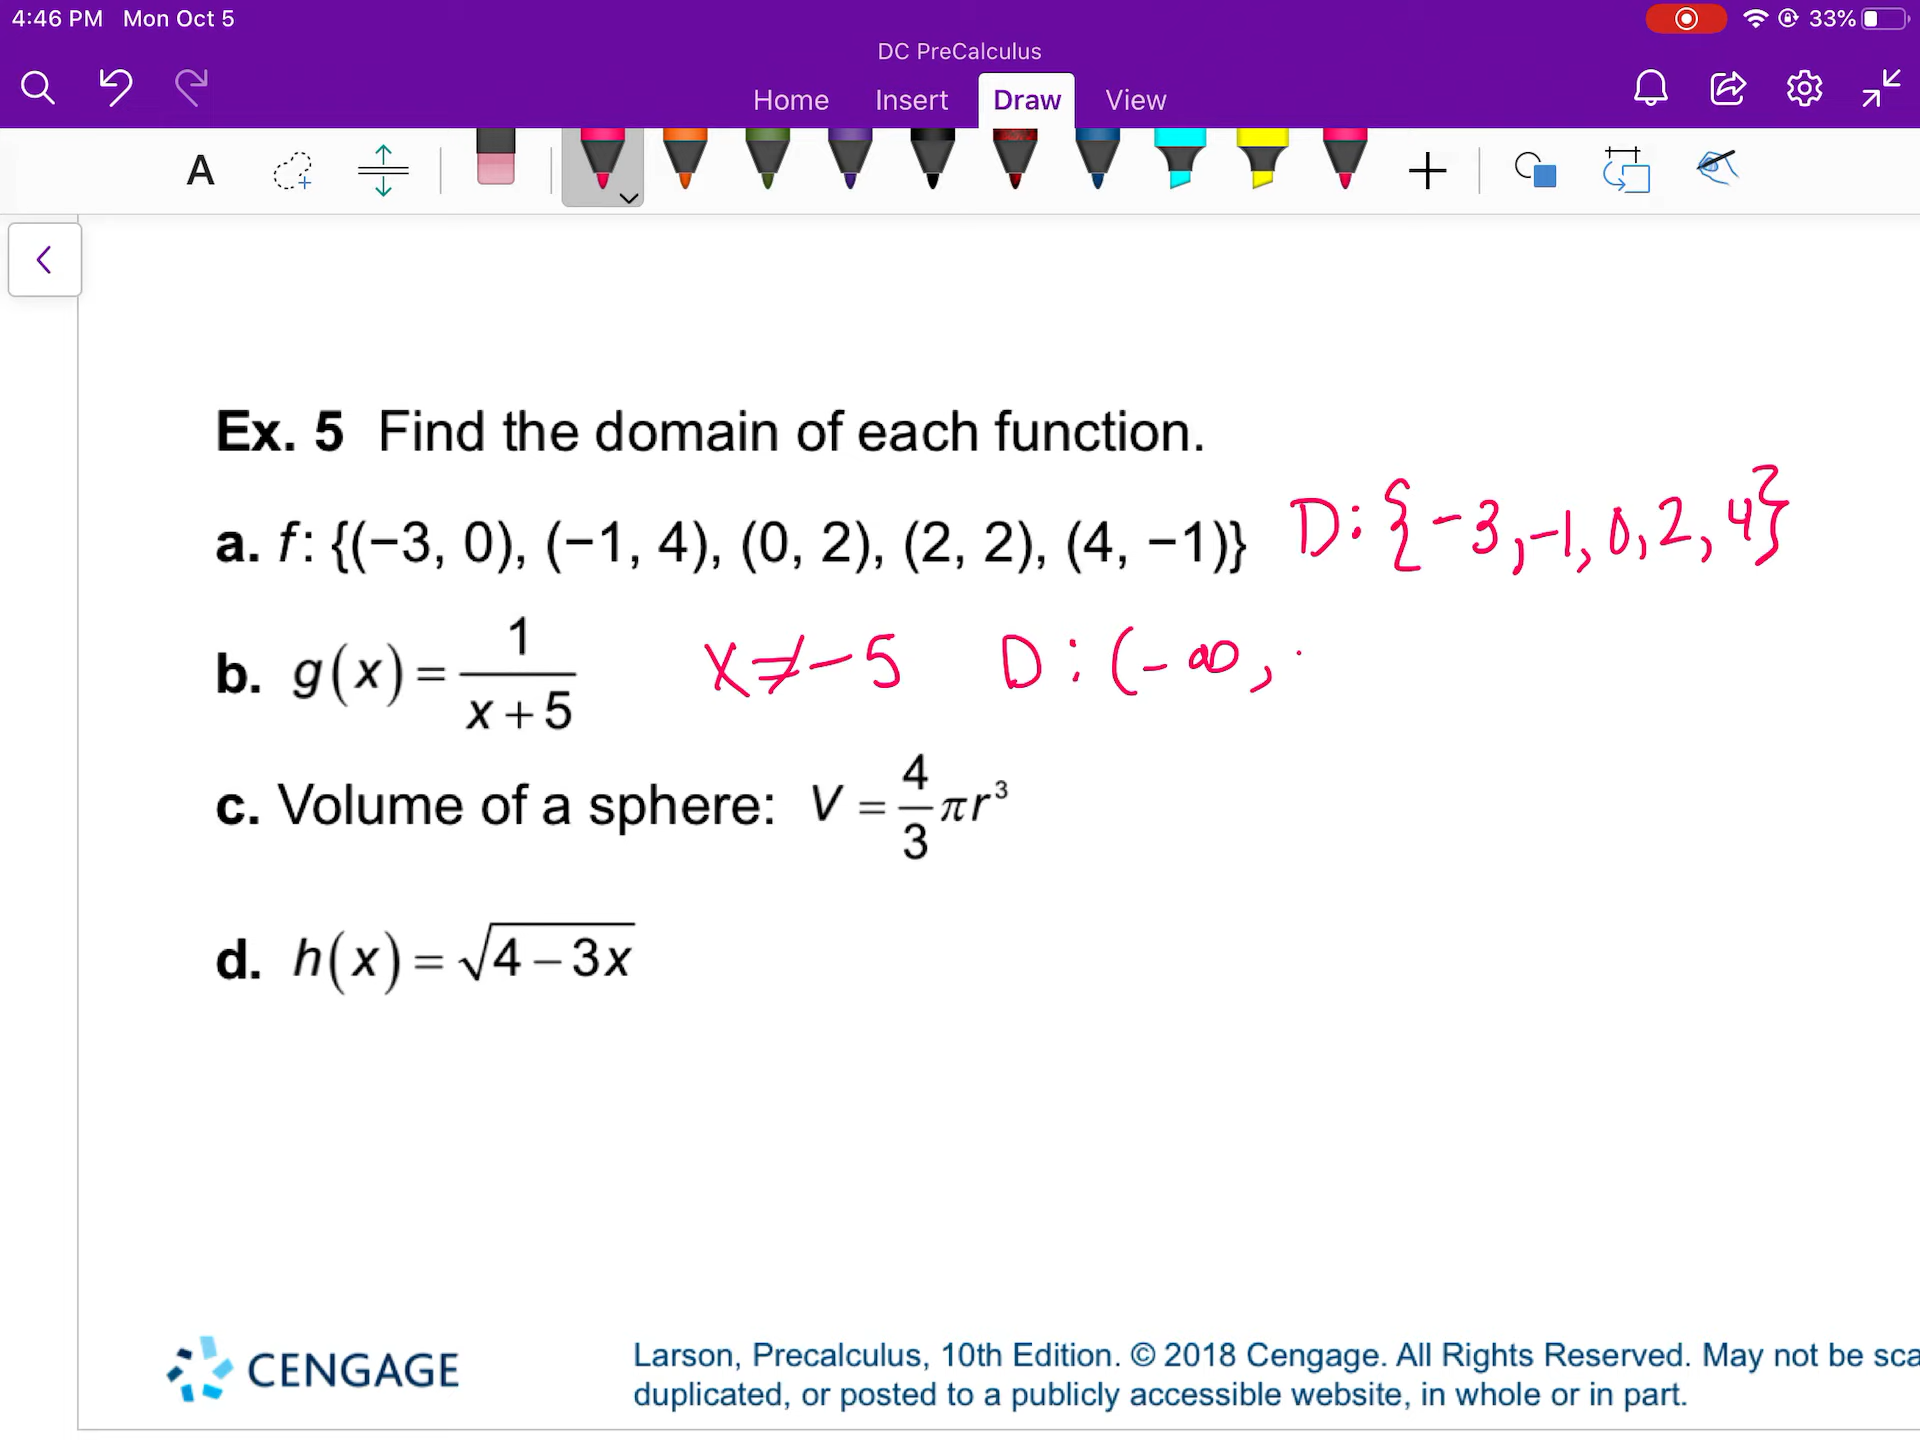 4:46 PM Mon Oct 5 33%
DC PreCalculus
Home Insert Draw View
A
Ex. 5 Find the domain of each function.
a. f: {(−3, 0), (−1, 4), (0, 2), (2, 2), (4, −1)} D: {-3, -1, 0, 2, 4}
b. g(x) = 1/(x + 5) x ≠ -5 D: (-∞,
c. Volume of a sphere: V = 4/3 πr³
d. h(x) = √(4 − 3x)
CENGAGE
Larson, Precalculus, 10th Edition. © 2018 Cengage. All Rights Reserved. May not be sca
duplicated, or posted to a publicly accessible website, in whole or in part.